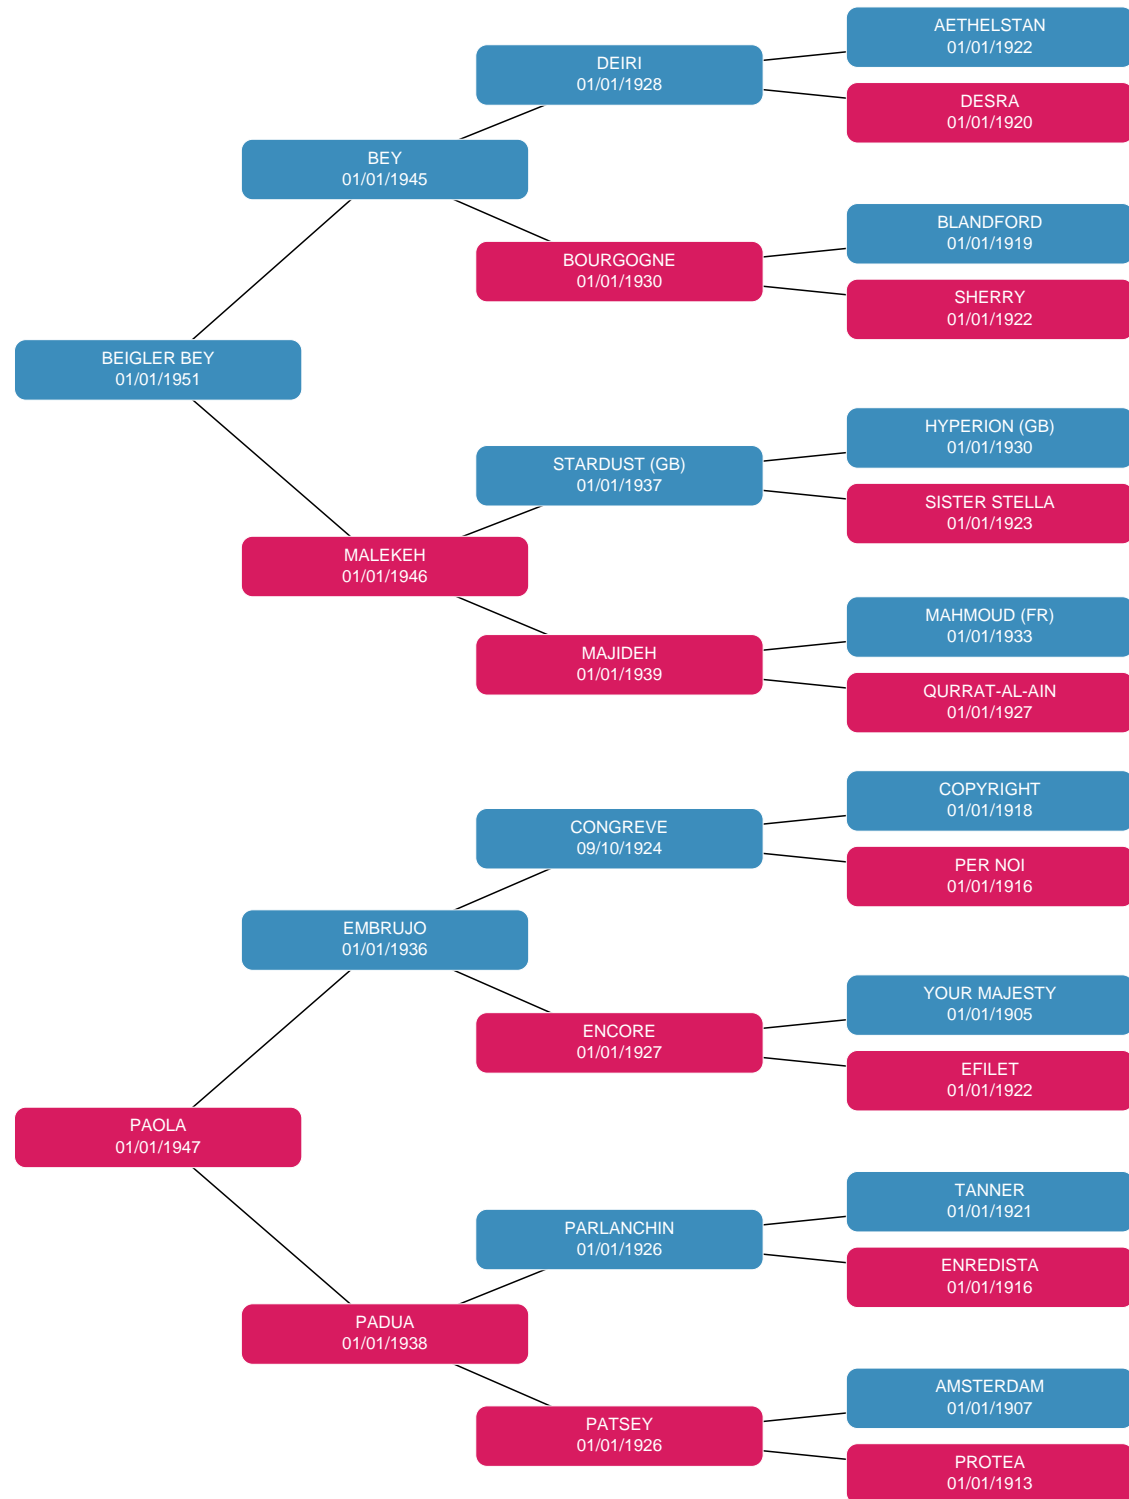 AETHELSTAN
01/01/1922
DEIRI
01/01/1928
DESRA
01/01/1920
BEY
01/01/1945
BLANDFORD
01/01/1919
BOURGOGNE
01/01/1930
SHERRY
01/01/1922
BEIGLER BEY
01/01/1951
HYPERION (GB)
01/01/1930
STARDUST (GB)
01/01/1937
SISTER STELLA
01/01/1923
MALEKEH
01/01/1946
MAHMOUD (FR)
01/01/1933
MAJIDEH
01/01/1939
QURRAT-AL-AIN
01/01/1927
COPYRIGHT
01/01/1918
CONGREVE
09/10/1924
PER NOI
01/01/1916
EMBRUJO
01/01/1936
YOUR MAJESTY
01/01/1905
ENCORE
01/01/1927
EFILET
01/01/1922
PAOLA
01/01/1947
TANNER
01/01/1921
PARLANCHIN
01/01/1926
ENREDISTA
01/01/1916
PADUA
01/01/1938
AMSTERDAM
01/01/1907
PATSEY
01/01/1926
PROTEA
01/01/1913